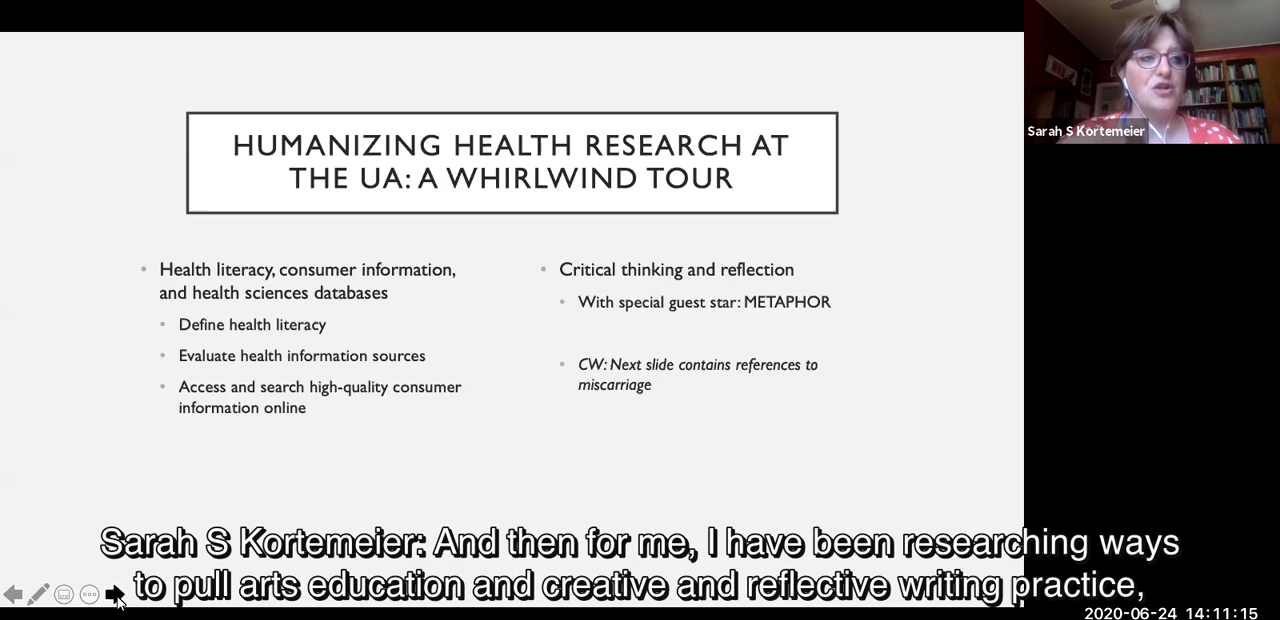 HUMANIZING HEALTH RESEARCH AT
THE UA: A WHIRLWIND TOUR
• Health literacy, consumer information,
and health sciences databases
• Define health literacy
• Evaluate health information sources
• Access and search high-quality consumer
information online
• Critical thinking and reflection
• With special guest star: METAPHOR
• CW: Next slide contains references to
miscarriage
Sarah S Kortemeier
Sarah S Kortemeier: And then for me, I have been researching ways
to pull arts education and creative and reflective writing practice,
2020-06-24 14:11:15